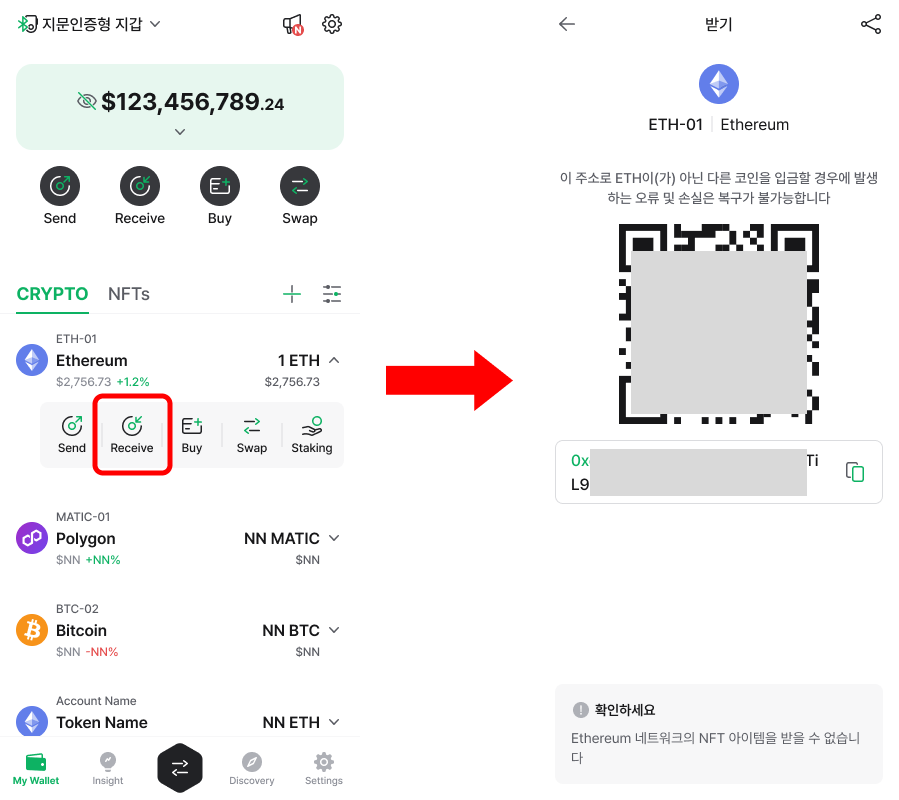 지문인증형 지갑
N
$123,456,789.24
Send
Receive
Buy
Swap
CRYPTO
NFTs
ETH-01
Ethereum
1 ETH
$2,756.73 +1.2%
$2,756.73
Send
Receive
Buy
Swap
Staking
MATIC-01
Polygon
NN MATIC
$NN +NN%
$NN
BTC-02
Bitcoin
NN BTC
$NN -NN%
$NN
Account Name
Token Name
NN ETH
My Wallet
Insight
Discovery
Settings
받기
ETH-01 | Ethereum
이 주소로 ETH이(가) 아닌 다른 코인을 입금할 경우에 발생
하는 오류 및 손실은 복구가 불가능합니다
0x Ti
L9
확인하세요
Ethereum 네트워크의 NFT 아이템을 받을 수 없습니
다